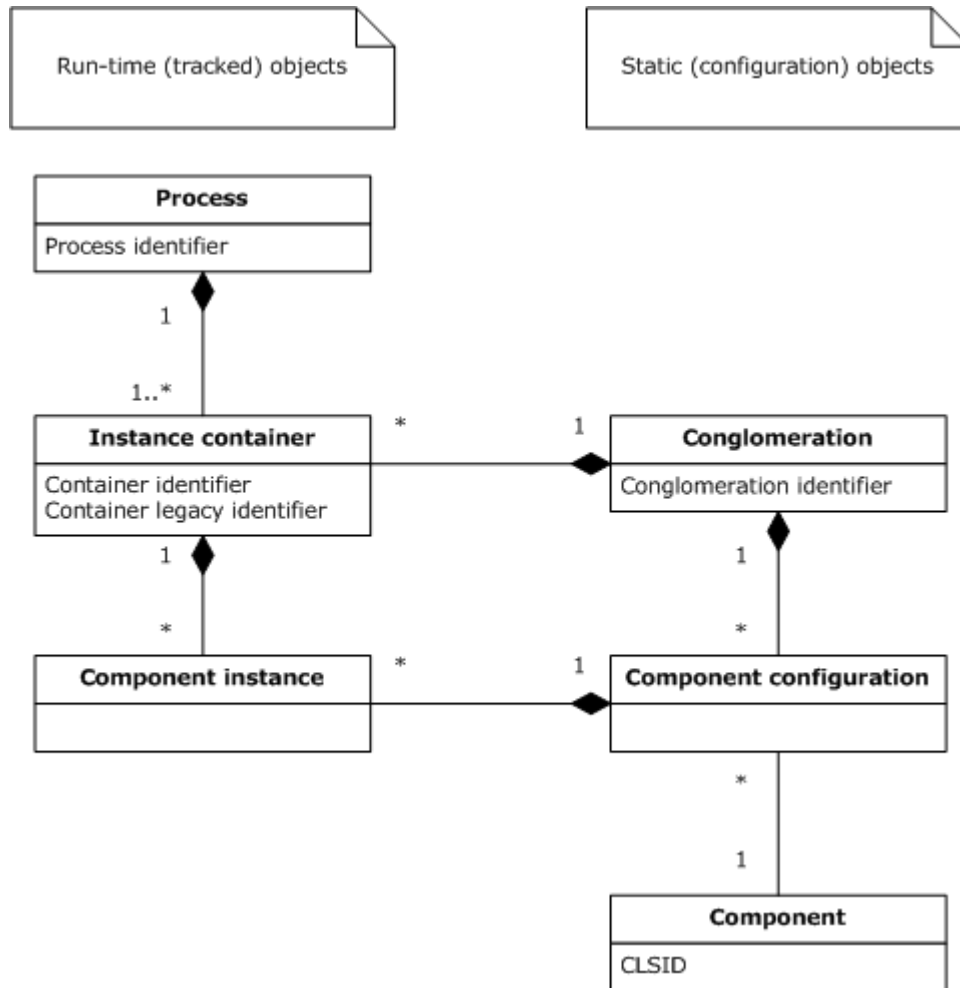 Run-time (tracked) objects
Static (configuration) objects
Process
Process identifier
1
1..*
Instance container
Container identifier
Container legacy identifier
*
1
Conglomeration
Conglomeration identifier
1
*
1
*
Component instance
*
1
Component configuration
*
1
Component
CLSID